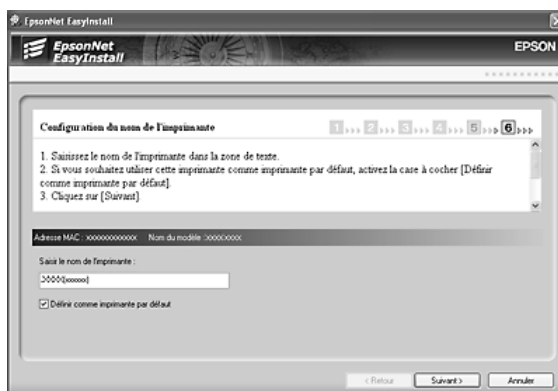 EpsonNet EasyInstall
EpsonNet
EasyInstall
EPSON
Configuration du nom de l'imprimante
1 2 3 4 5 6
1. Saisissez le nom de l'imprimante dans la zone de texte.
2. Si vous souhaitez utiliser cette imprimante comme imprimante par défaut, activez la case à cocher [Définir
comme imprimante par défaut].
3. Cliquez sur [Suivant].
Adresse MAC : xxxxxxxxxxxx Nom du modèle :
Saisir le nom de l'imprimante :
Définir comme imprimante par défaut
< Retour Suivant > Annuler